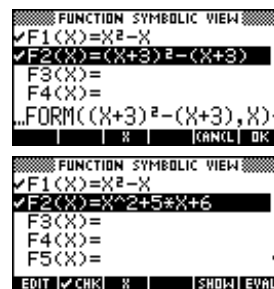 FUNCTION SYMBOLIC VIEW
✓F1(X)=X²-X
✓F2(X)=(X+3)²-(X+3)
F3(X)=
F4(X)=
…FORM((X+3)²-(X+3),X)
X CANCL OK
FUNCTION SYMBOLIC VIEW
✓F1(X)=X²-X
✓F2(X)=X^2+5*X+6
F3(X)=
F4(X)=
F5(X)=
EDIT ✓CHK X SHOW EVAL